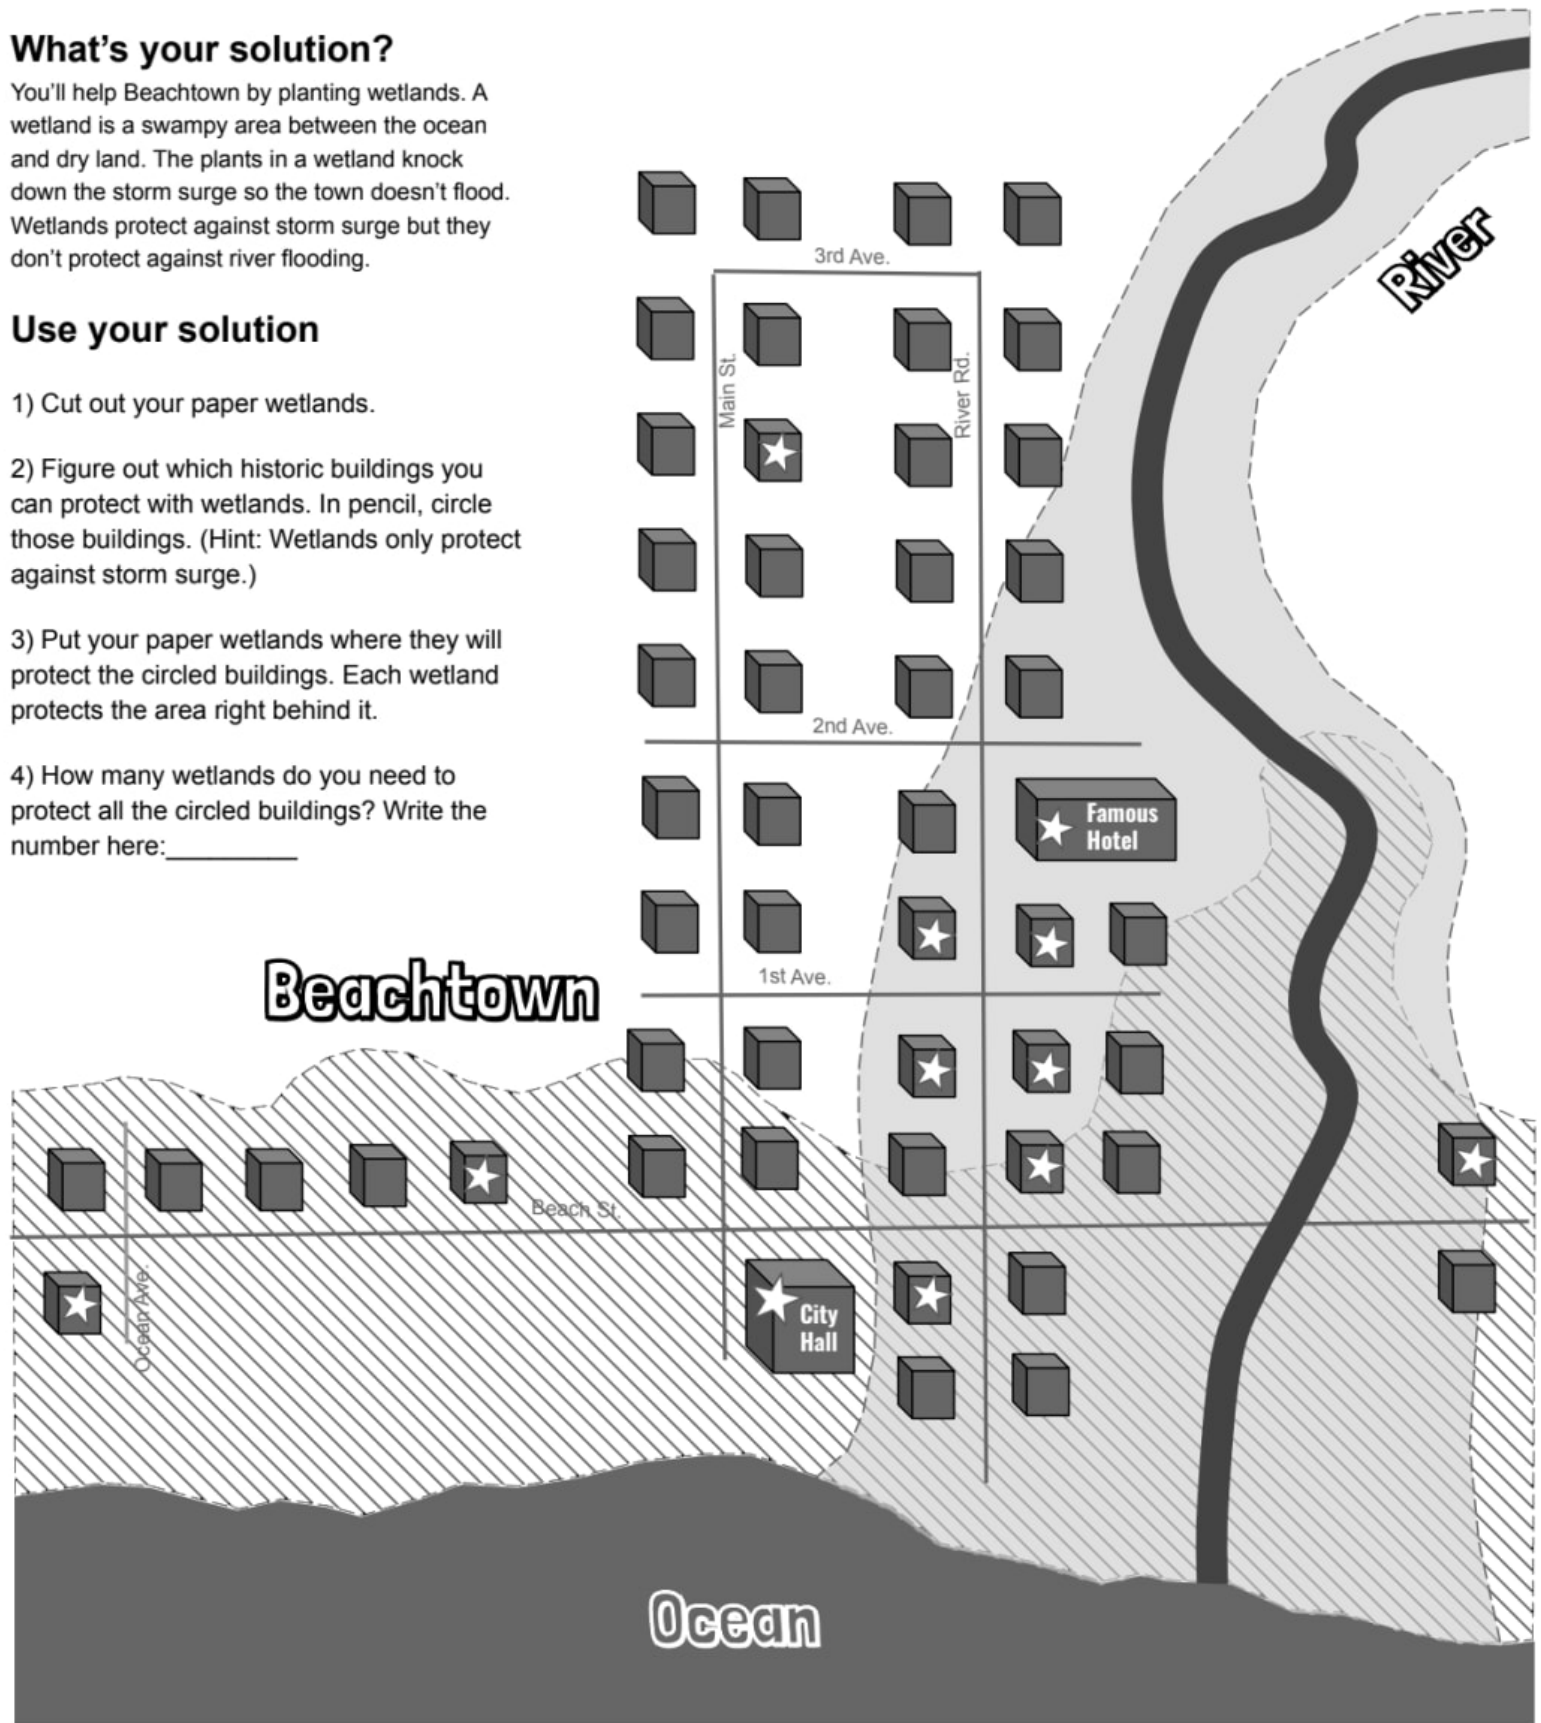 What's your solution?
You'll help Beachtown by planting wetlands. A
wetland is a swampy area between the ocean
and dry land. The plants in a wetland knock
down the storm surge so the town doesn't flood.
Wetlands protect against storm surge but they
don't protect against river flooding.
Use your solution
1) Cut out your paper wetlands.
2) Figure out which historic buildings you
can protect with wetlands. In pencil, circle
those buildings. (Hint: Wetlands only protect
against storm surge.)
3) Put your paper wetlands where they will
protect the circled buildings. Each wetland
protects the area right behind it.
4) How many wetlands do you need to
protect all the circled buildings? Write the
number here:_________
River
3rd Ave.
Main St.
River Rd.
2nd Ave.
Famous
Hotel
1st Ave.
Beachtown
Beach St.
Ocean Ave.
City
Hall
Ocean